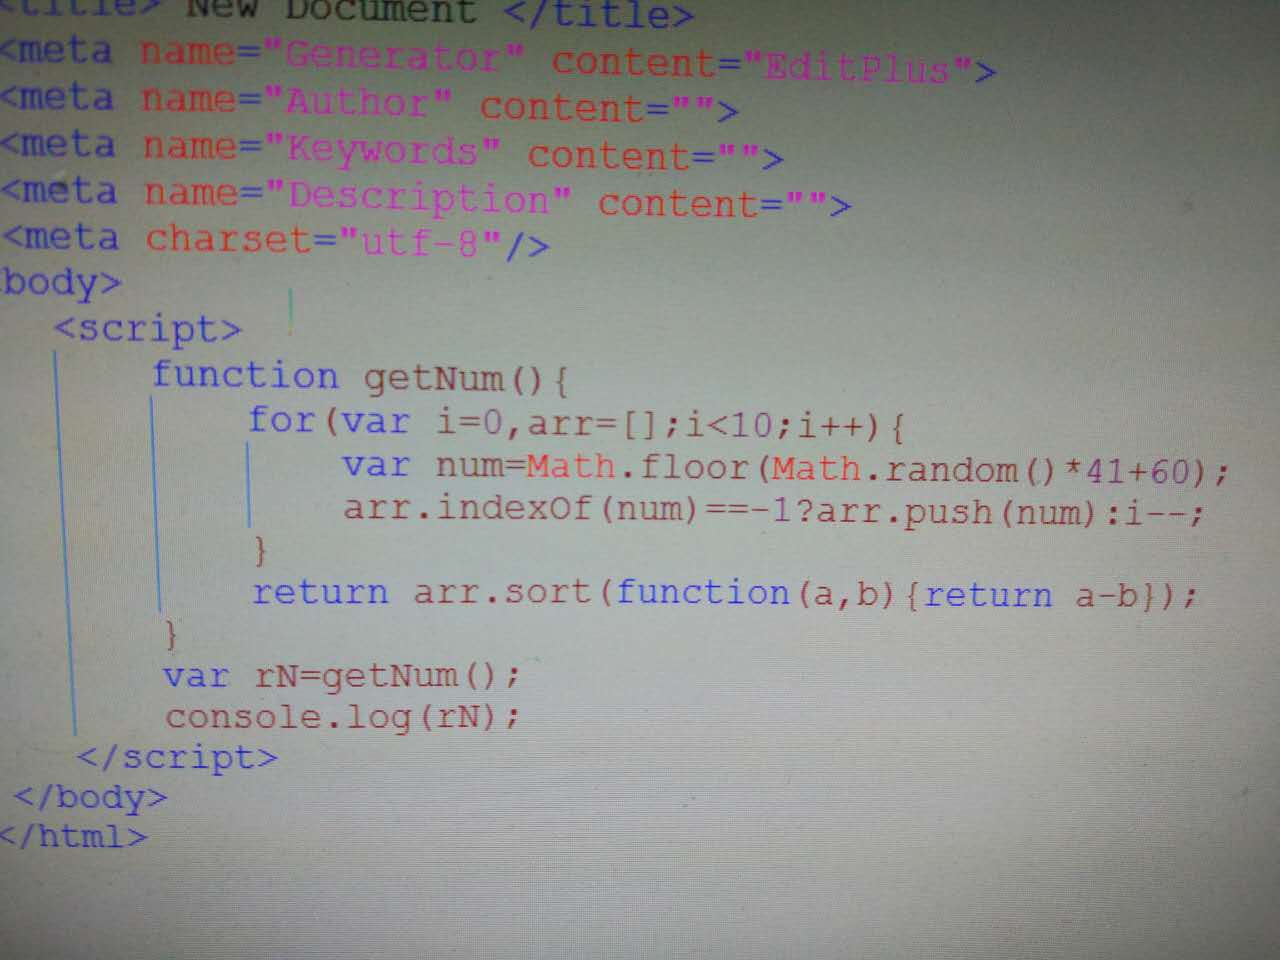 <title> New Document </title>
<meta name="Generator" content="EditPlus">
<meta name="Author" content="">
<meta name="Keywords" content="">
<meta name="Description" content="">
<meta charset="utf-8"/>
body>
<script>
function getNum(){
for(var i=0,arr=[];i<10;i++){
var num=Math.floor(Math.random()*41+60);
arr.indexOf(num)==-1?arr.push(num):i--;
}
return arr.sort(function(a,b){return a-b});
}
var rN=getNum();
console.log(rN);
</script>
</body>
</html>